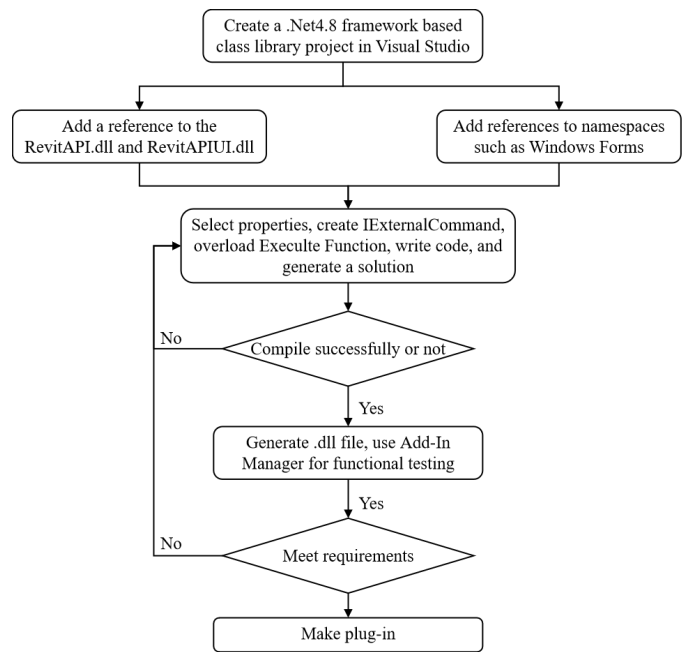 Create a .Net4.8 framework based
class library project in Visual Studio
Add a reference to the
RevitAPI.dll and RevitAPIUI.dll
Add references to namespaces
such as Windows Forms
Select properties, create IExternalCommand,
overload Execulte Function, write code, and
generate a solution
No
Compile successfully or not
Yes
Generate .dll file, use Add-In
Manager for functional testing
Yes
No
Meet requirements
Make plug-in